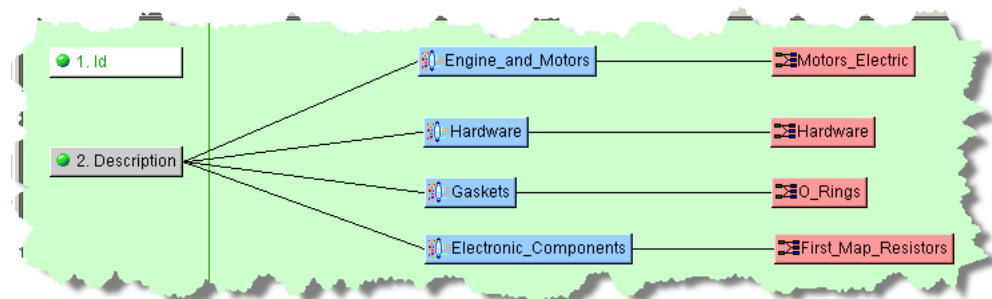 1. Id
Engine_and_Motors
Motors_Electric
Hardware
Hardware
2. Description
Gaskets
O_Rings
Electronic_Components
First_Map_Resistors